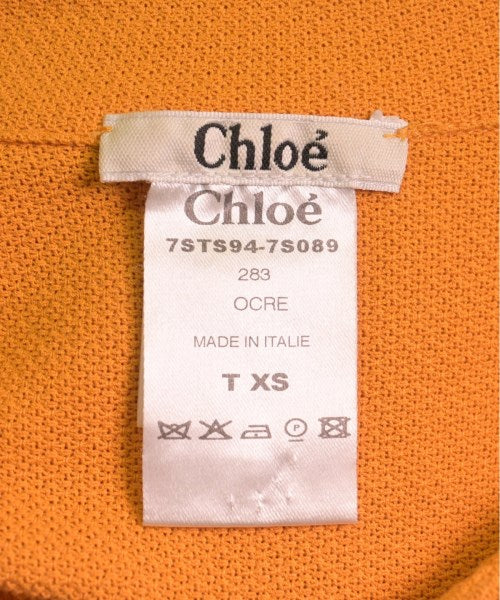 Chloé
Chloé
7STS94-7S089
283
OCRE
MADE IN ITALIE
T XS
P